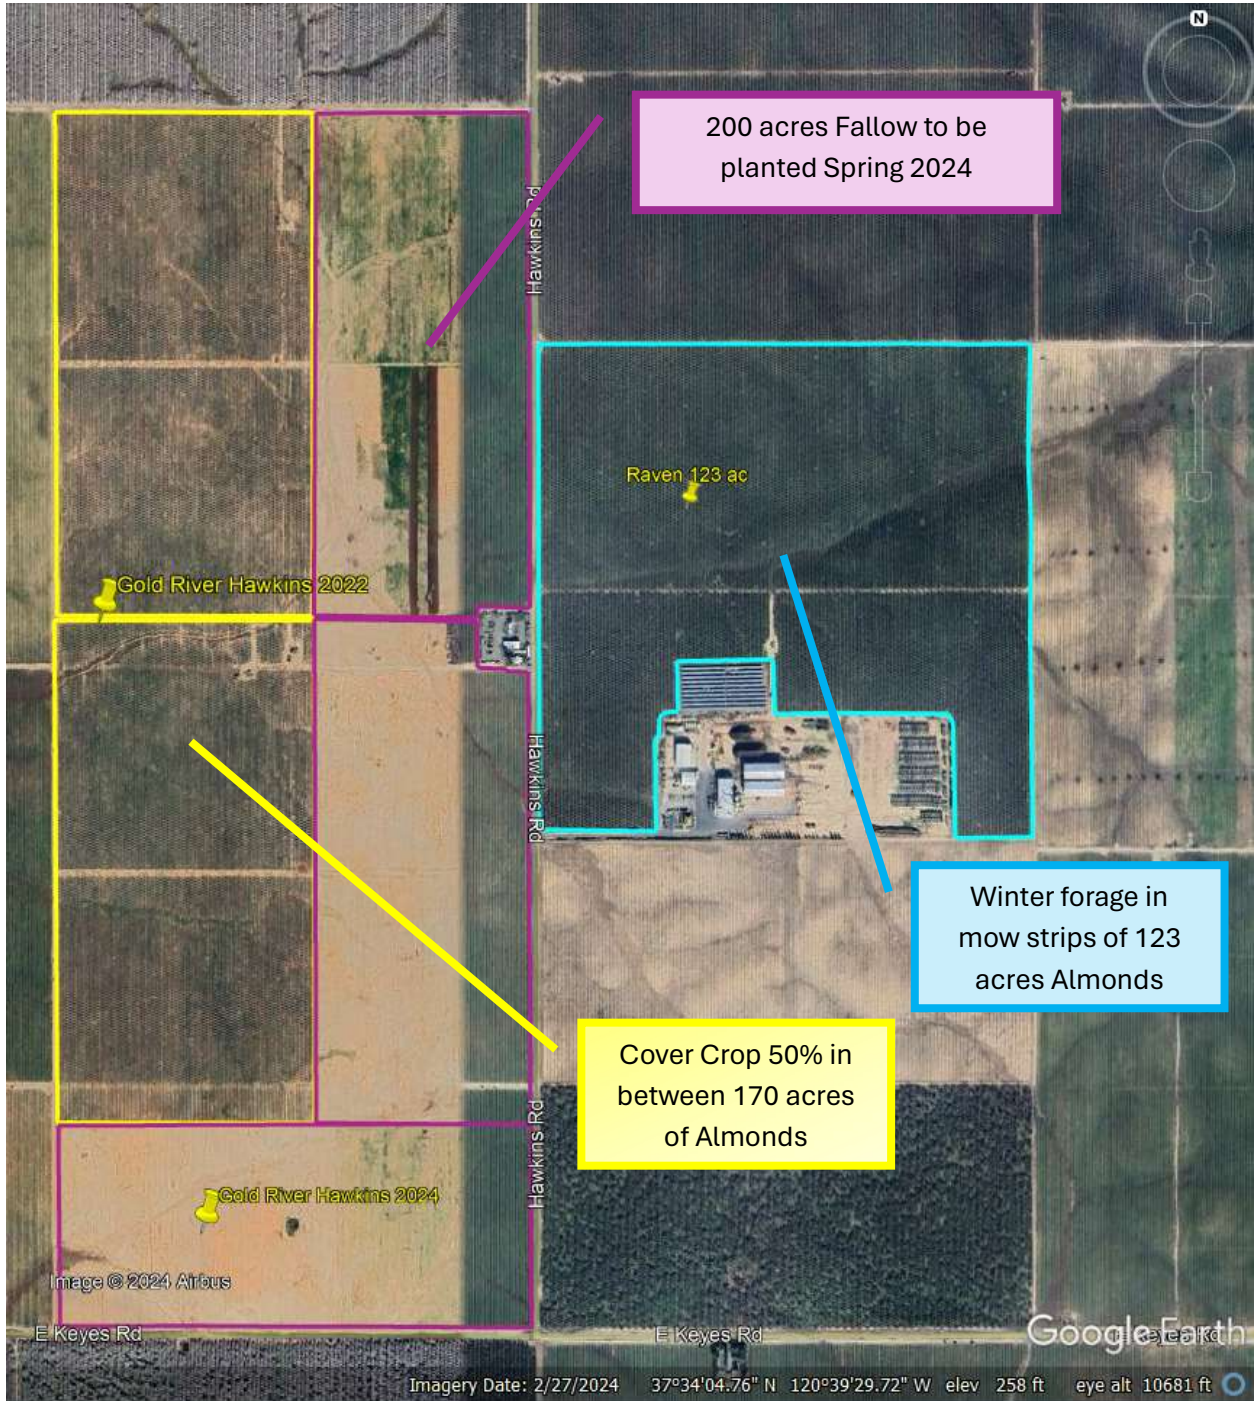 N
200 acres Fallow to be
planted Spring 2024
Hawkins Rd
Raven 123 ac
Gold River Hawkins 2022
Hawkins Rd
Winter forage in
mow strips of 123
acres Almonds
Cover Crop 50% in
between 170 acres
of Almonds
Hawkins Rd
Gold River Hawkins 2024
Image © 2024 Airbus
E Keyes Rd
E Keyes Rd
E Keyes Rd
Google Earth
Imagery Date: 2/27/2024 37°34'04.76" N 120°39'29.72" W elev 258 ft eye alt 10681 ft